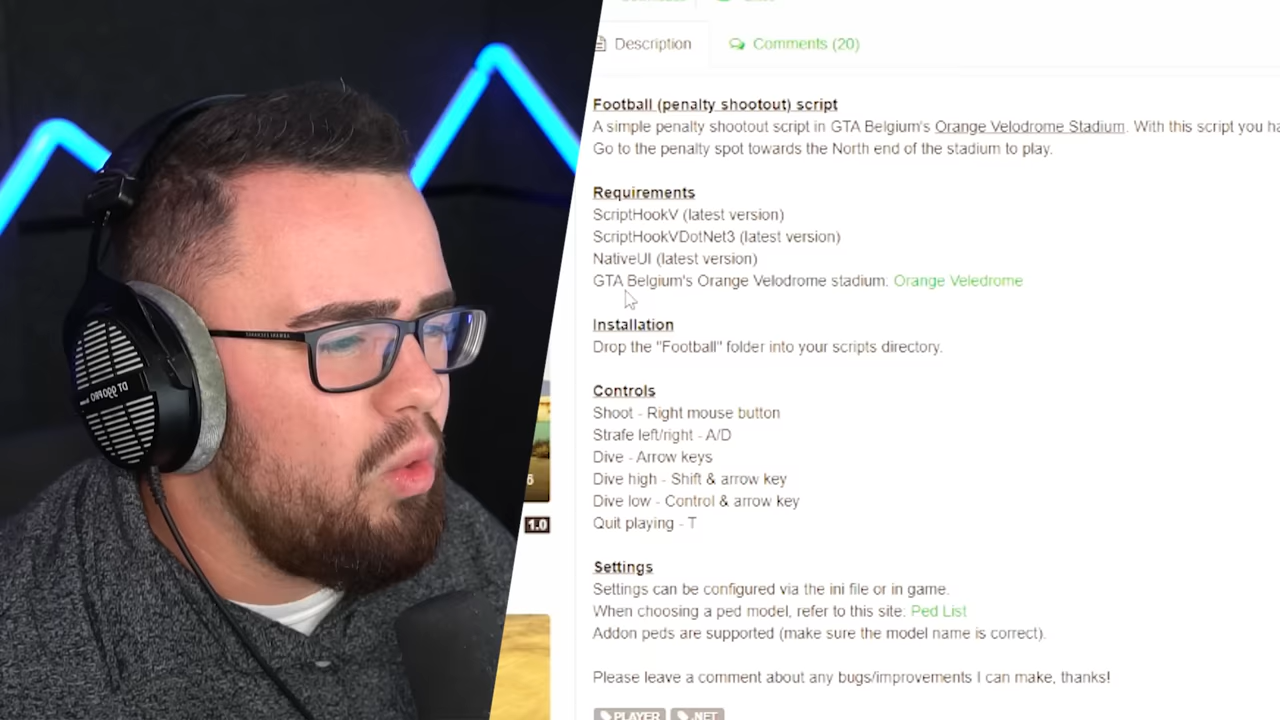 Description
Comments (20)
Football (penalty shootout) script
A simple penalty shootout script in GTA Belgium's Orange Velodrome Stadium. With this script you
Go to the penalty spot towards the North end of the stadium to play.
Requirements
ScriptHookV (latest version)
ScriptHookVDotNet3 (latest version)
NativeUI (latest version)
GTA Belgium's Orange Velodrome stadium: Orange Veledrome
Installation
Drop the "Football" folder into your scripts directory.
Controls
Shoot - Right mouse button
Strafe left/right - A/D
Dive - Arrow keys
Dive high - Shift & arrow key
Dive low - Control & arrow key
Quit playing - T
Settings
Settings can be configured via the ini file or in game.
When choosing a ped model, refer to this site: Ped List
Addon peds are supported (make sure the model name is correct).
Please leave a comment about any bugs/improvements I can make, thanks!
PLAYER
.NET
1.0
DT 990 PRO